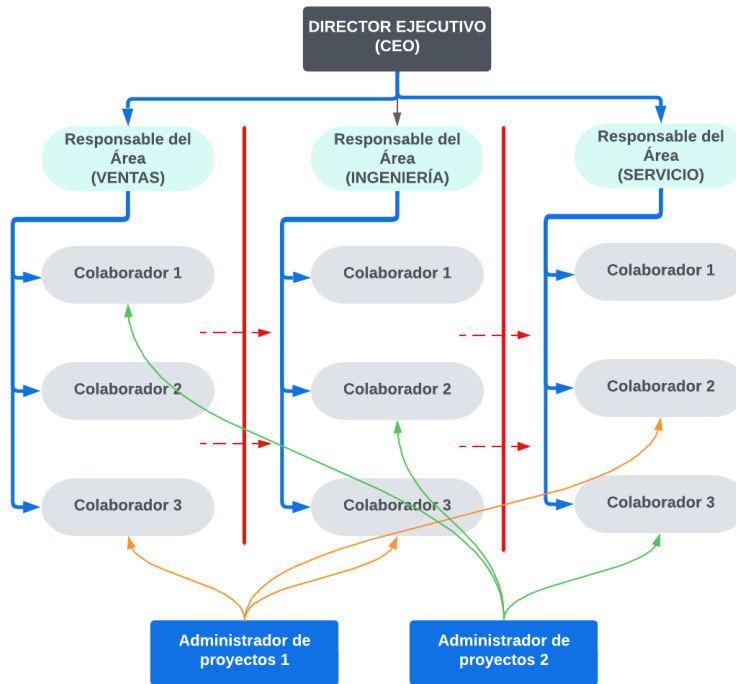 DIRECTOR EJECUTIVO
(CEO)
Responsable del
Área
(VENTAS)
Responsable del
Área
(INGENIERÍA)
Responsable del
Área
(SERVICIO)
Colaborador 1
Colaborador 1
Colaborador 1
Colaborador 2
Colaborador 2
Colaborador 2
Colaborador 3
Colaborador 3
Colaborador 3
Administrador de
proyectos 1
Administrador de
proyectos 2